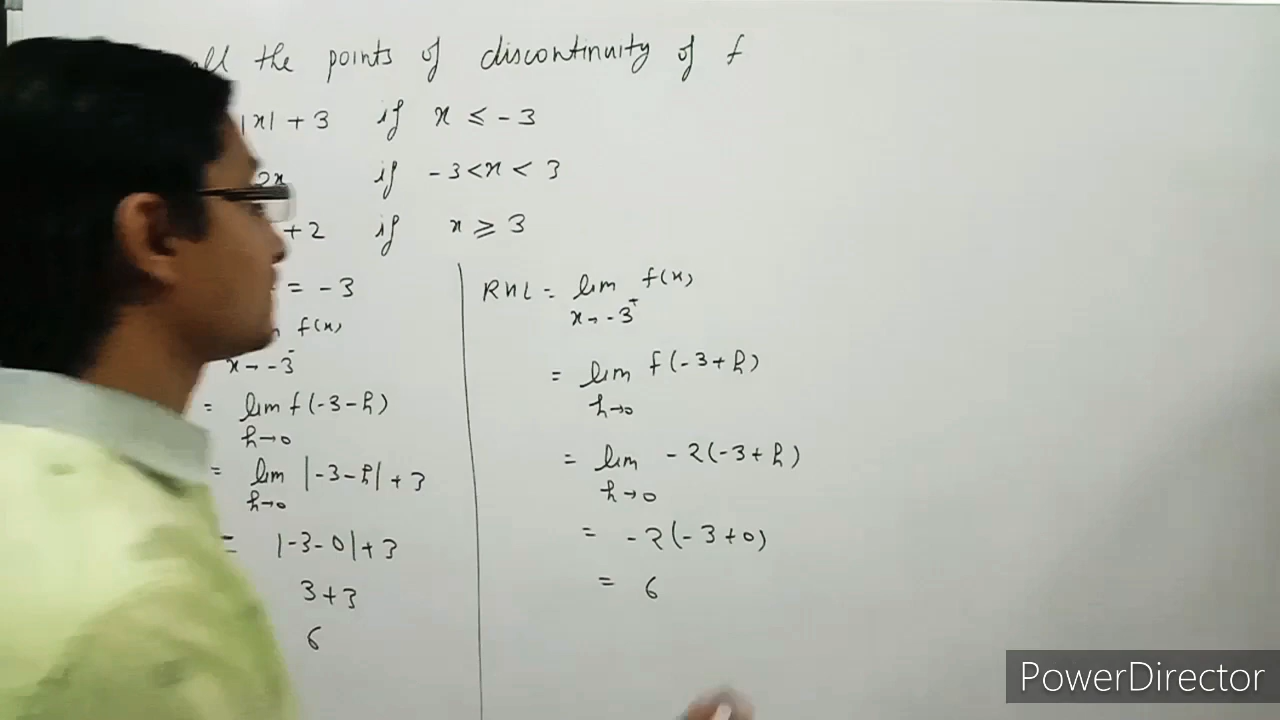 all the points of discontinuity of f
|x| + 3 if x ≤ -3
2x if -3 < x < 3
+ 2 if x ≥ 3
= -3
f(x)
x → -3⁻
= lim f(-3-h)
h→0
= lim |-3-h| + 3
h→0
= |-3-0| + 3
3+3
6
RHL = lim f(x)
x → -3⁺
= lim f(-3+h)
h→0
= lim -2(-3+h)
h→0
= -2(-3+0)
= 6
PowerDirector